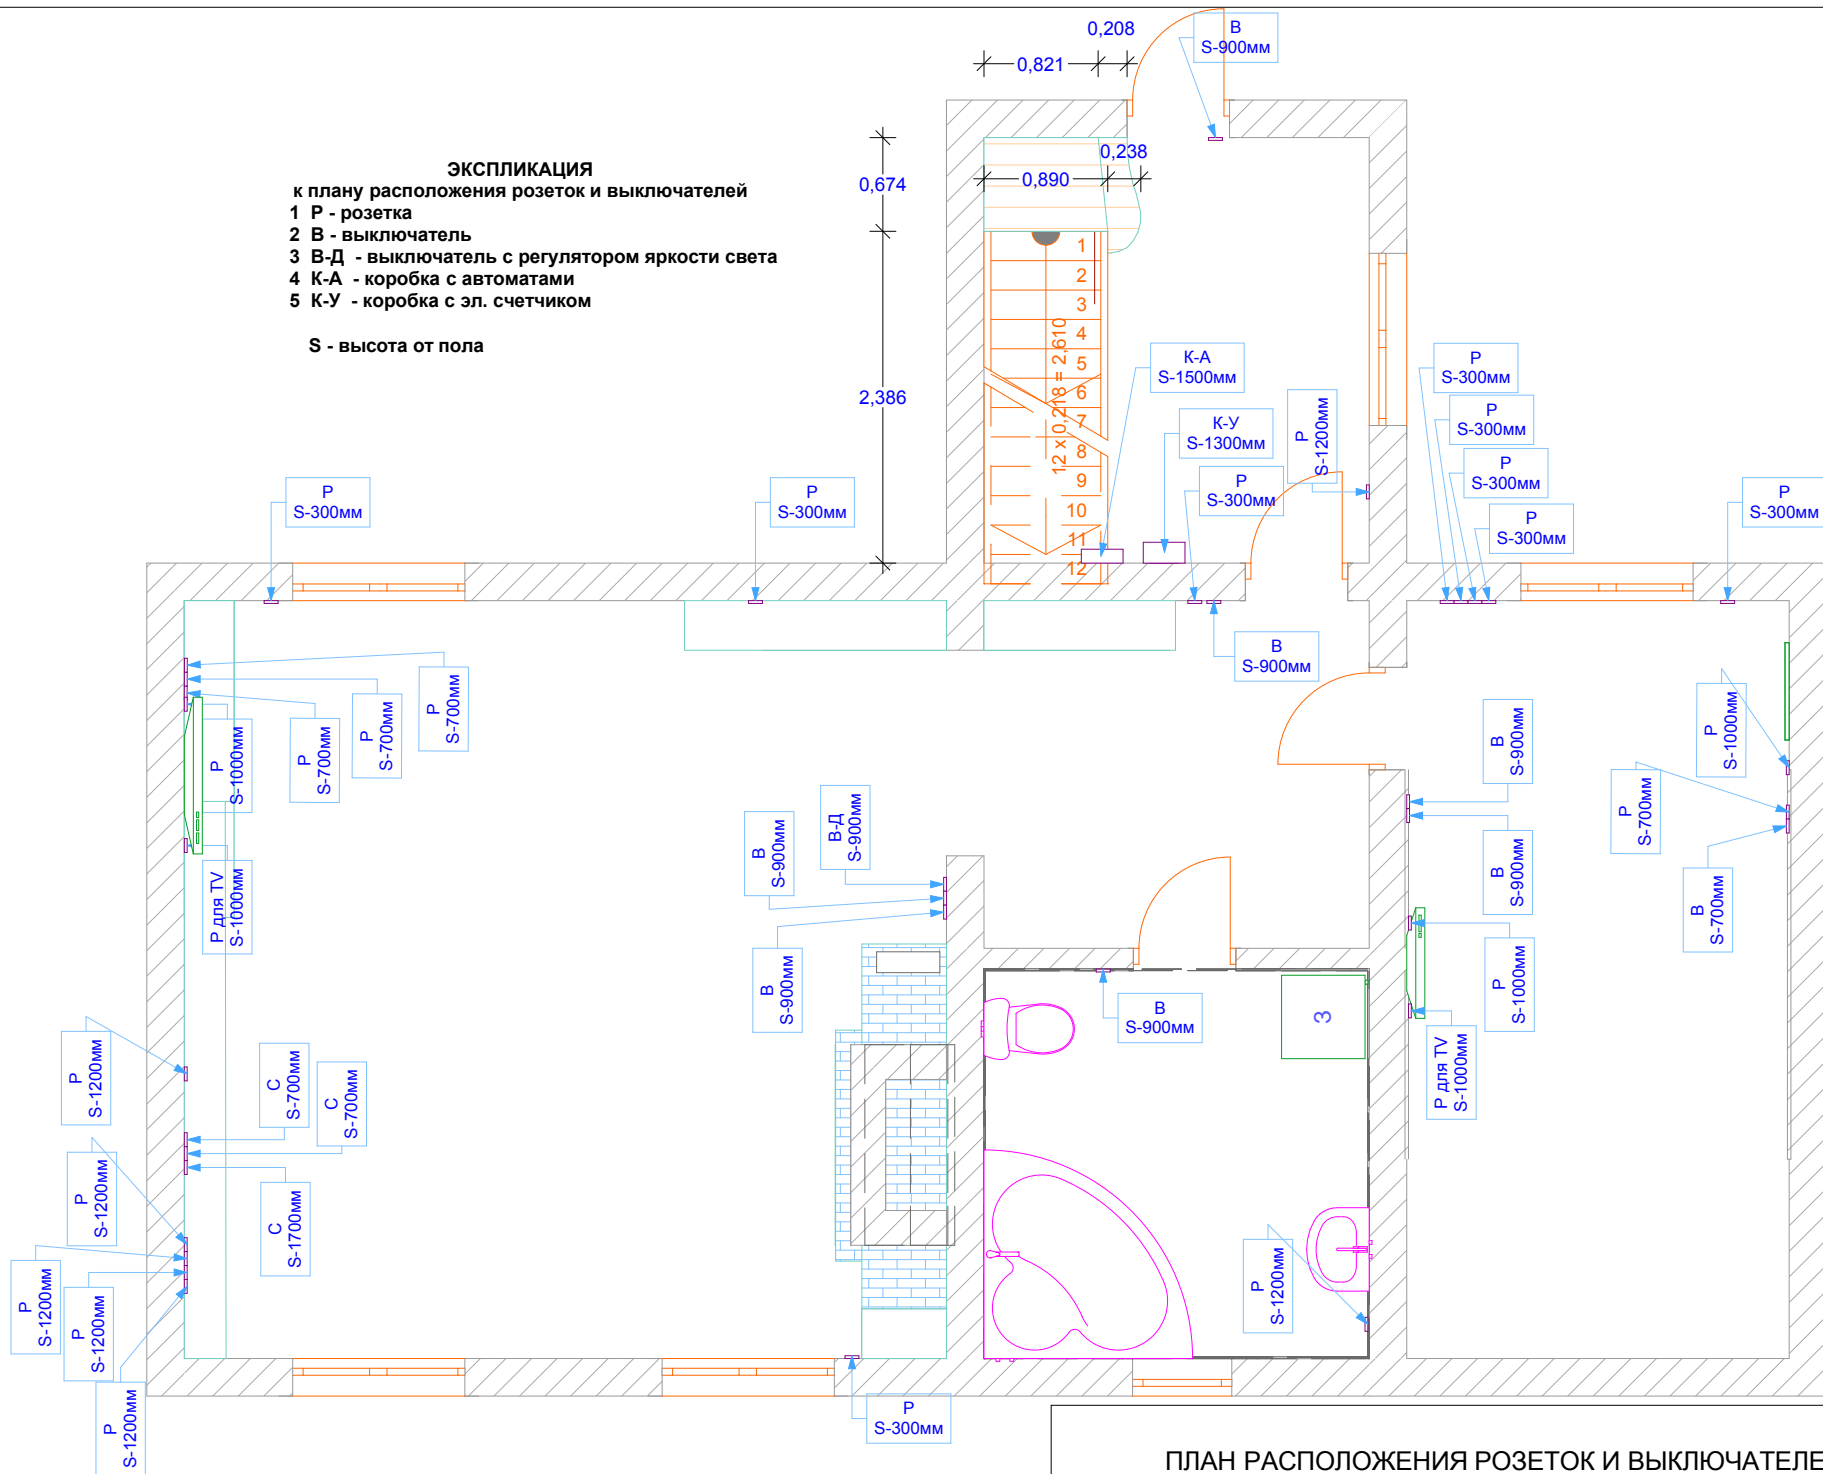 0,208
В
S-900мм
0,821
ЭКСПЛИКАЦИЯ
к плану расположения розеток и выключателей
1 Р - розетка
2 В - выключатель
3 В-Д - выключатель с регулятором яркости света
4 К-А - коробка с автоматами
5 К-У - коробка с эл. счетчиком
S - высота от пола
0,674
0,238
0,890
2,386
1
2
3
4
5
6
7
8
9
10
11
12
12 x 0,218 = 2,610
К-А
S-1500мм
К-У
S-1300мм
Р
S-300мм
Р
S-1200мм
Р
S-300мм
Р
S-300мм
Р
S-300мм
Р
S-300мм
Р
S-300мм
Р
S-300мм
Р
S-300мм
В
S-900мм
Р
S-700мм
Р
S-700мм
Р
S-700мм
Р
S-1000мм
Р для TV
S-1000мм
В
S-900мм
В-Д
S-900мм
В
S-900мм
В
S-900мм
В
S-900мм
Р
S-1000мм
Р
S-700мм
В
S-700мм
Р
S-1000мм
Р для TV
S-1000мм
В
S-900мм
3
Р
S-1200мм
С
S-700мм
С
S-700мм
С
S-1700мм
Р
S-1200мм
Р
S-1200мм
Р
S-1200мм
Р
S-1200мм
Р
S-1200мм
Р
S-300мм
ПЛАН РАСПОЛОЖЕНИЯ РОЗЕТОК И ВЫКЛЮЧАТЕЛЕ